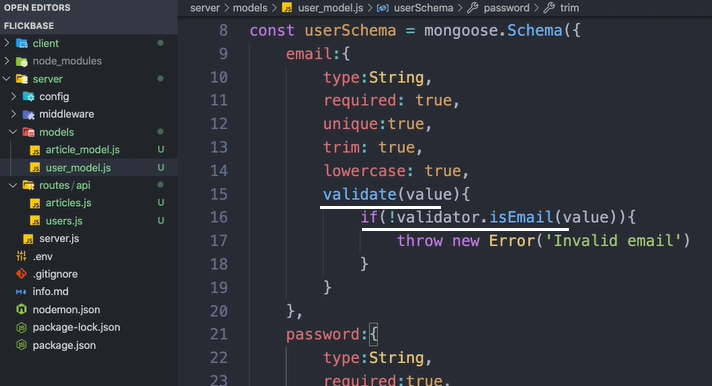 OPEN EDITORS
FLICKBASE
client
node_modules
server
config
middleware
models
article_model.js U
user_model.js U
routes/api
articles.js U
users.js U
server.js
.env
.gitignore
info.md
nodemon.json
package-lock.json
package.json
server > models > JS user_model.js > userSchema > password > trim
8 const userSchema = mongoose.Schema({
9 email:{
10 type:String,
11 required: true,
12 unique:true,
13 trim: true,
14 lowercase: true,
15 validate(value){
16 if(!validator.isEmail(value)){
17 throw new Error('Invalid email')
18 }
19 }
20 },
21 password:{
22 type:String,
23 required:true,